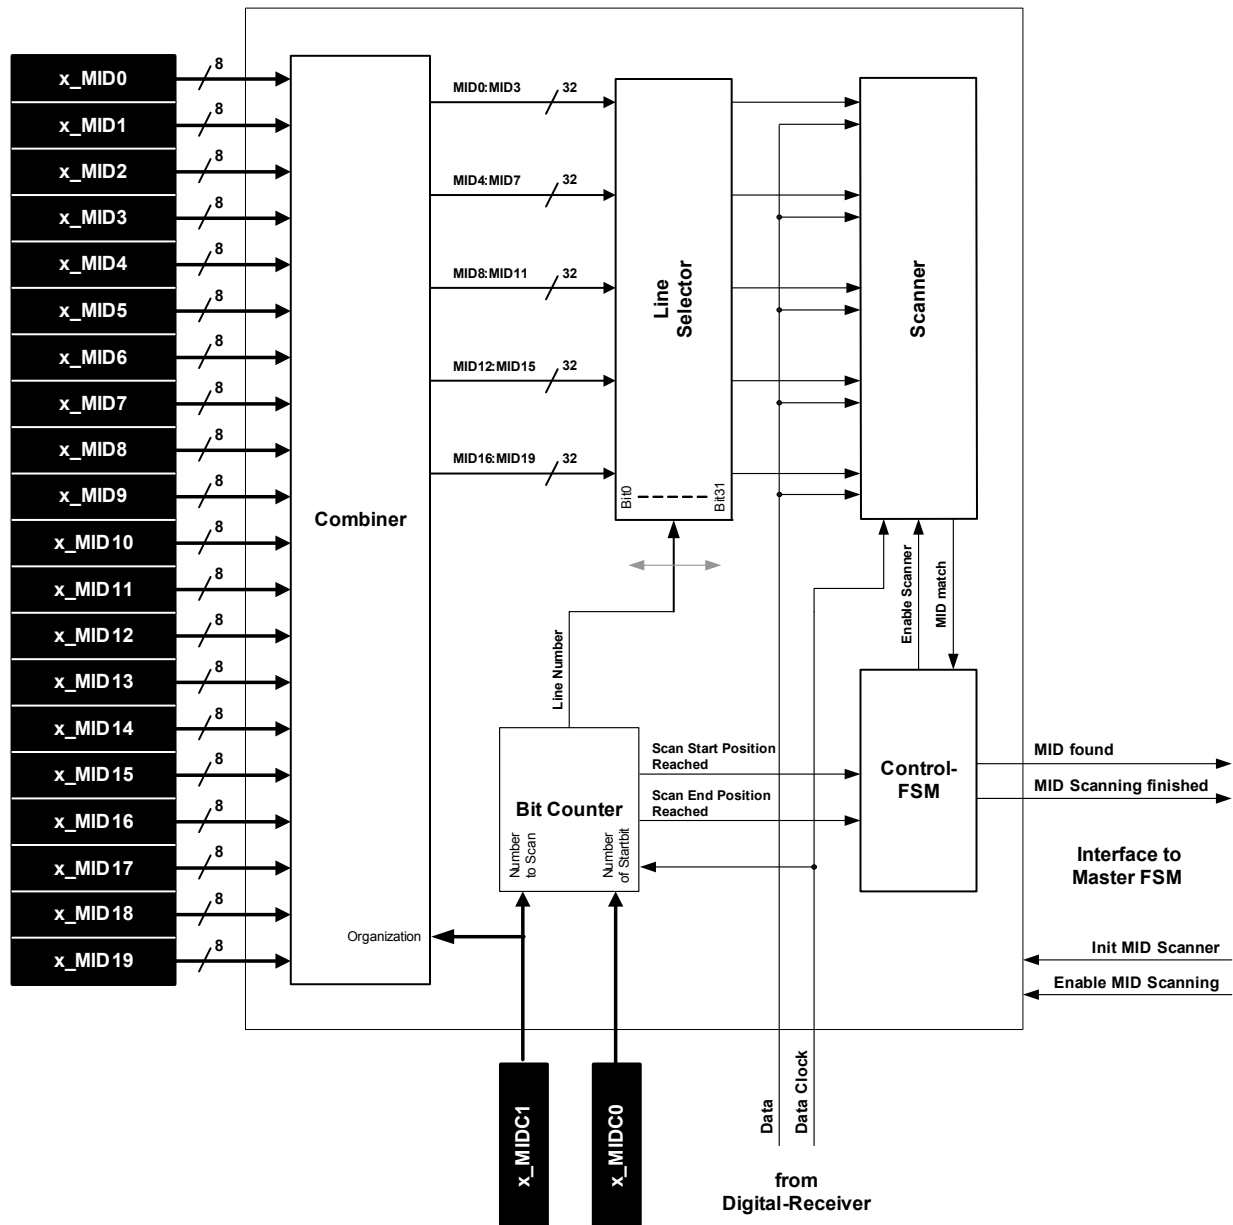 x_MID0
8
x_MID1
8
x_MID2
8
x_MID3
8
x_MID4
8
x_MID5
8
x_MID6
8
x_MID7
8
x_MID8
8
x_MID9
8
x_MID10
8
x_MID11
8
x_MID12
8
x_MID13
8
x_MID14
8
x_MID15
8
x_MID16
8
x_MID17
8
x_MID18
8
x_MID19
8
Combiner
Organization
MID0:MID3
32
MID4:MID7
32
MID8:MID11
32
MID12:MID15
32
MID16:MID19
32
Line
Selector
Bit0
Bit31
Scanner
Line Number
Enable Scanner
MID match
Bit Counter
Number
to Scan
Number
of Startbit
Scan Start Position
Reached
Scan End Position
Reached
Control-
FSM
MID found
MID Scanning finished
Interface to
Master FSM
Init MID Scanner
Enable MID Scanning
x_MIDC1
x_MIDC0
Data
Data Clock
from
Digital-Receiver